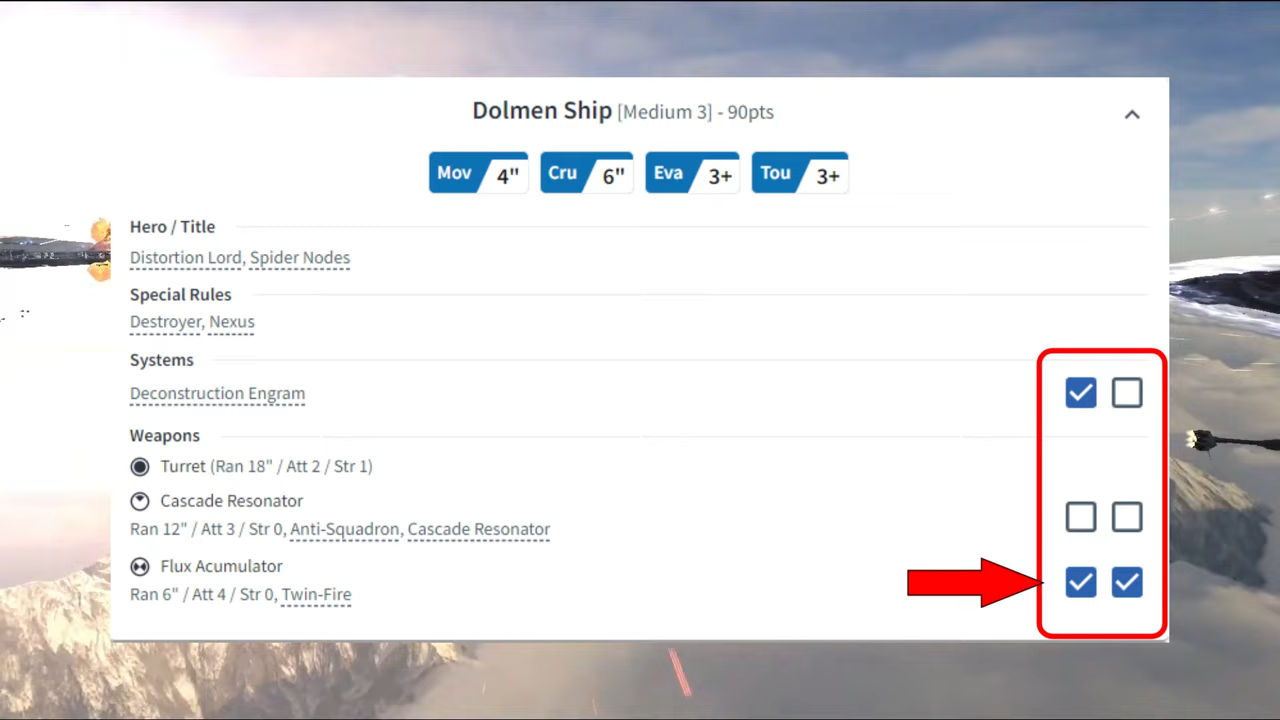 Dolmen Ship [Medium 3] - 90pts
Mov 4" Cru 6" Eva 3+ Tou 3+
Hero / Title
Distortion Lord, Spider Nodes
Special Rules
Destroyer, Nexus
Systems
Deconstruction Engram
Weapons
Turret (Ran 18" / Att 2 / Str 1)
Cascade Resonator
Ran 12" / Att 3 / Str 0, Anti-Squadron, Cascade Resonator
Flux Acumulator
Ran 6" / Att 4 / Str 0, Twin-Fire